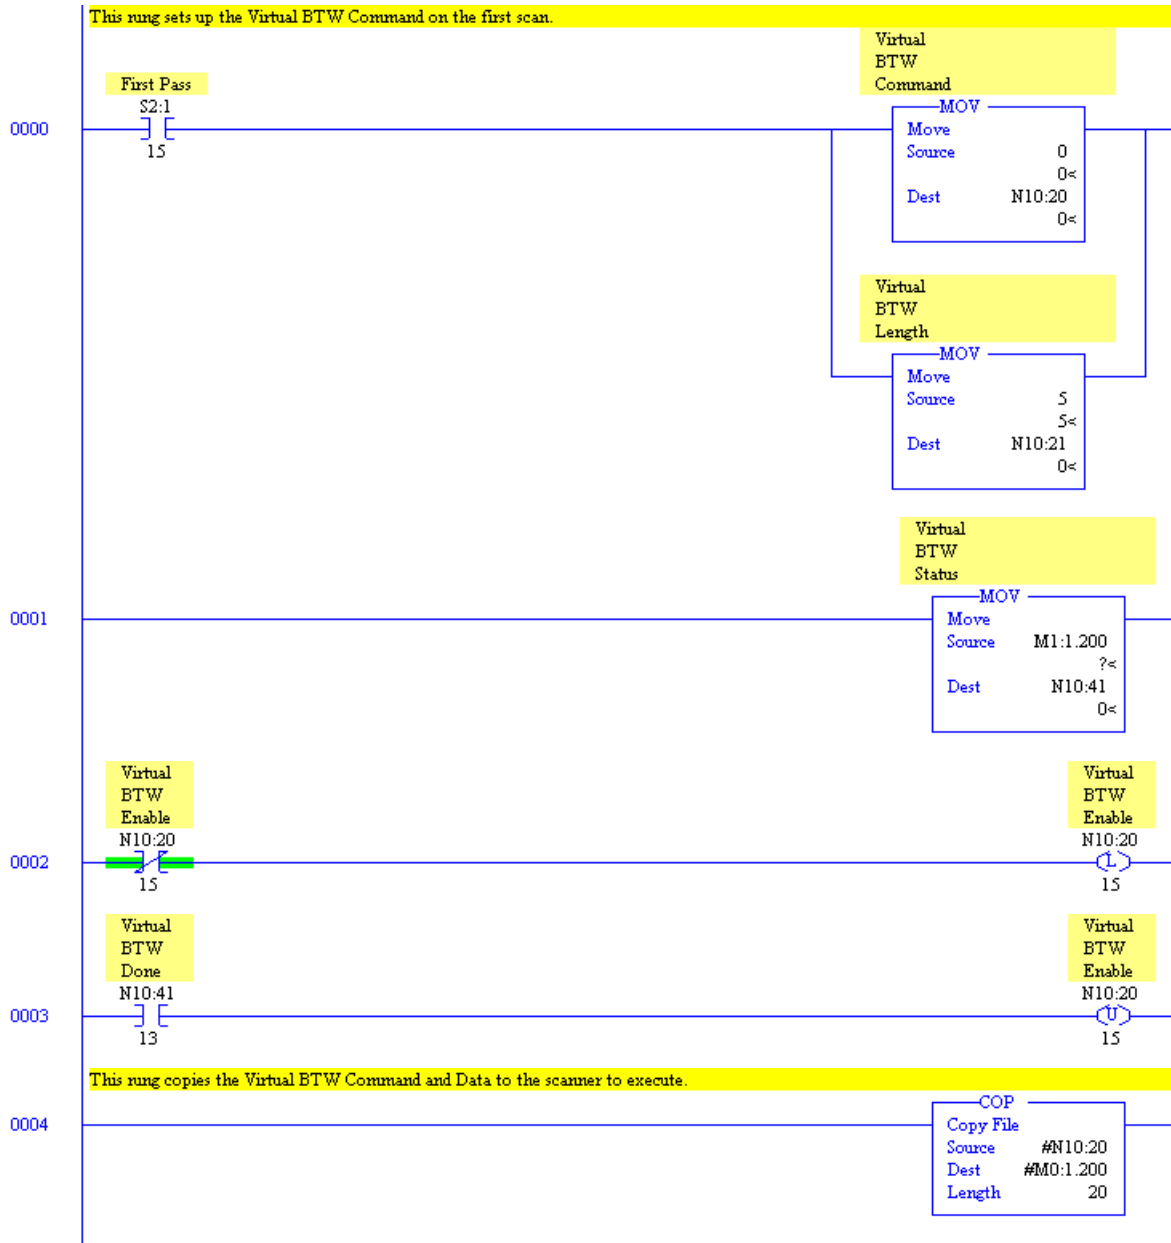 This rung sets up the Virtual BTW Command on the first scan.
Virtual
BTW
Command
First Pass
S2:1
15
0000
MOV
Move
Source 0
0<
Dest N10:20
0<
Virtual
BTW
Length
MOV
Move
Source 5
5<
Dest N10:21
0<
Virtual
BTW
Status
0001
MOV
Move
Source M1:1.200
?<
Dest N10:41
0<
Virtual
BTW
Enable
N10:20
15
0002
Virtual
BTW
Enable
N10:20
L
15
Virtual
BTW
Done
N10:41
13
0003
Virtual
BTW
Enable
N10:20
U
15
This rung copies the Virtual BTW Command and Data to the scanner to execute.
0004
COP
Copy File
Source #N10:20
Dest #M0:1.200
Length 20